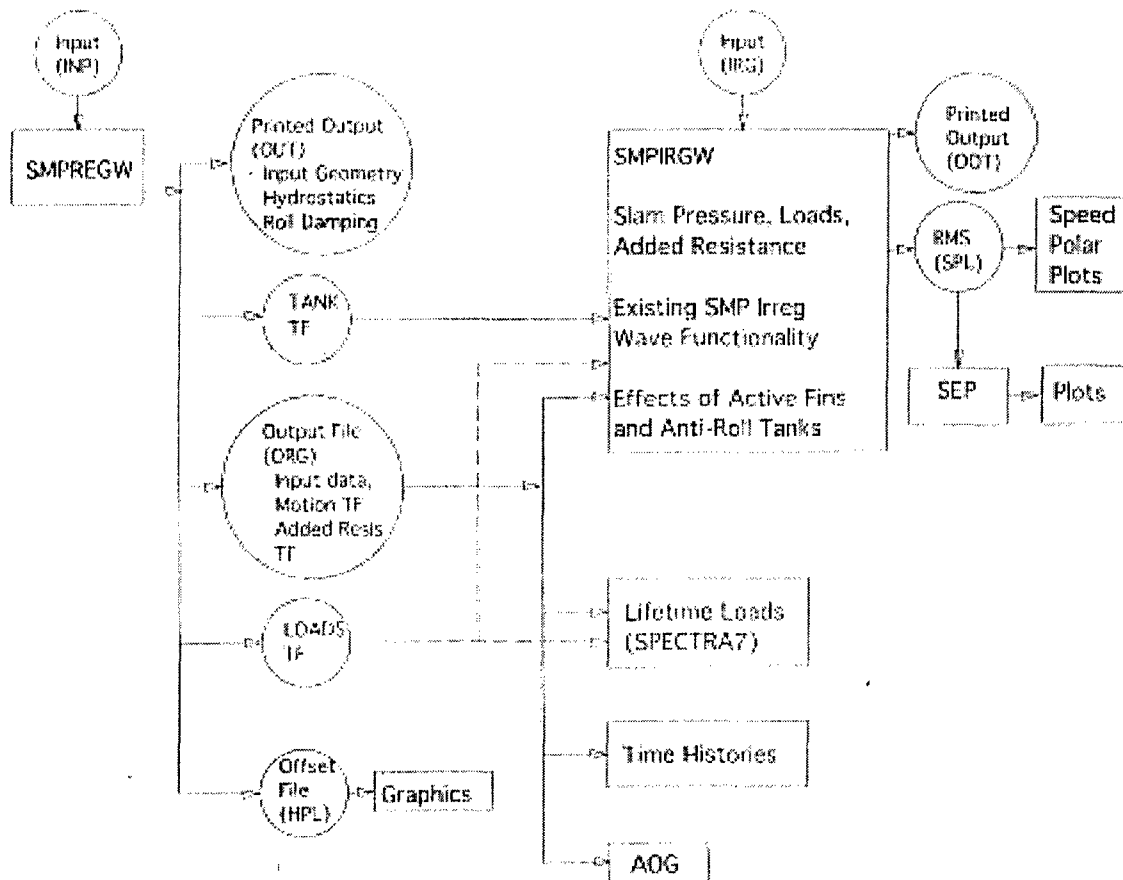 Input
(INP)
SMPREGW
Printed Output
(OUT)
- Input Geometry
Hydrostatics
Roll Damping
TANK
TF
Output File
(ORG)
Input data,
Motion TF
Added Resis
TF
LOADS
TF
Offset
File
(HPL)
Graphics
Input
(IRG)
SMPIRGW
Slam Pressure, Loads,
Added Resistance
Existing SMP Irreg
Wave Functionality
Effects of Active Fins
and Anti-Roll Tanks
Printed
Output
(OOT)
RMS
(SPL)
Speed
Polar
Plots
SEP
Plots
Lifetime Loads
(SPECTRA7)
Time Histories
AOG